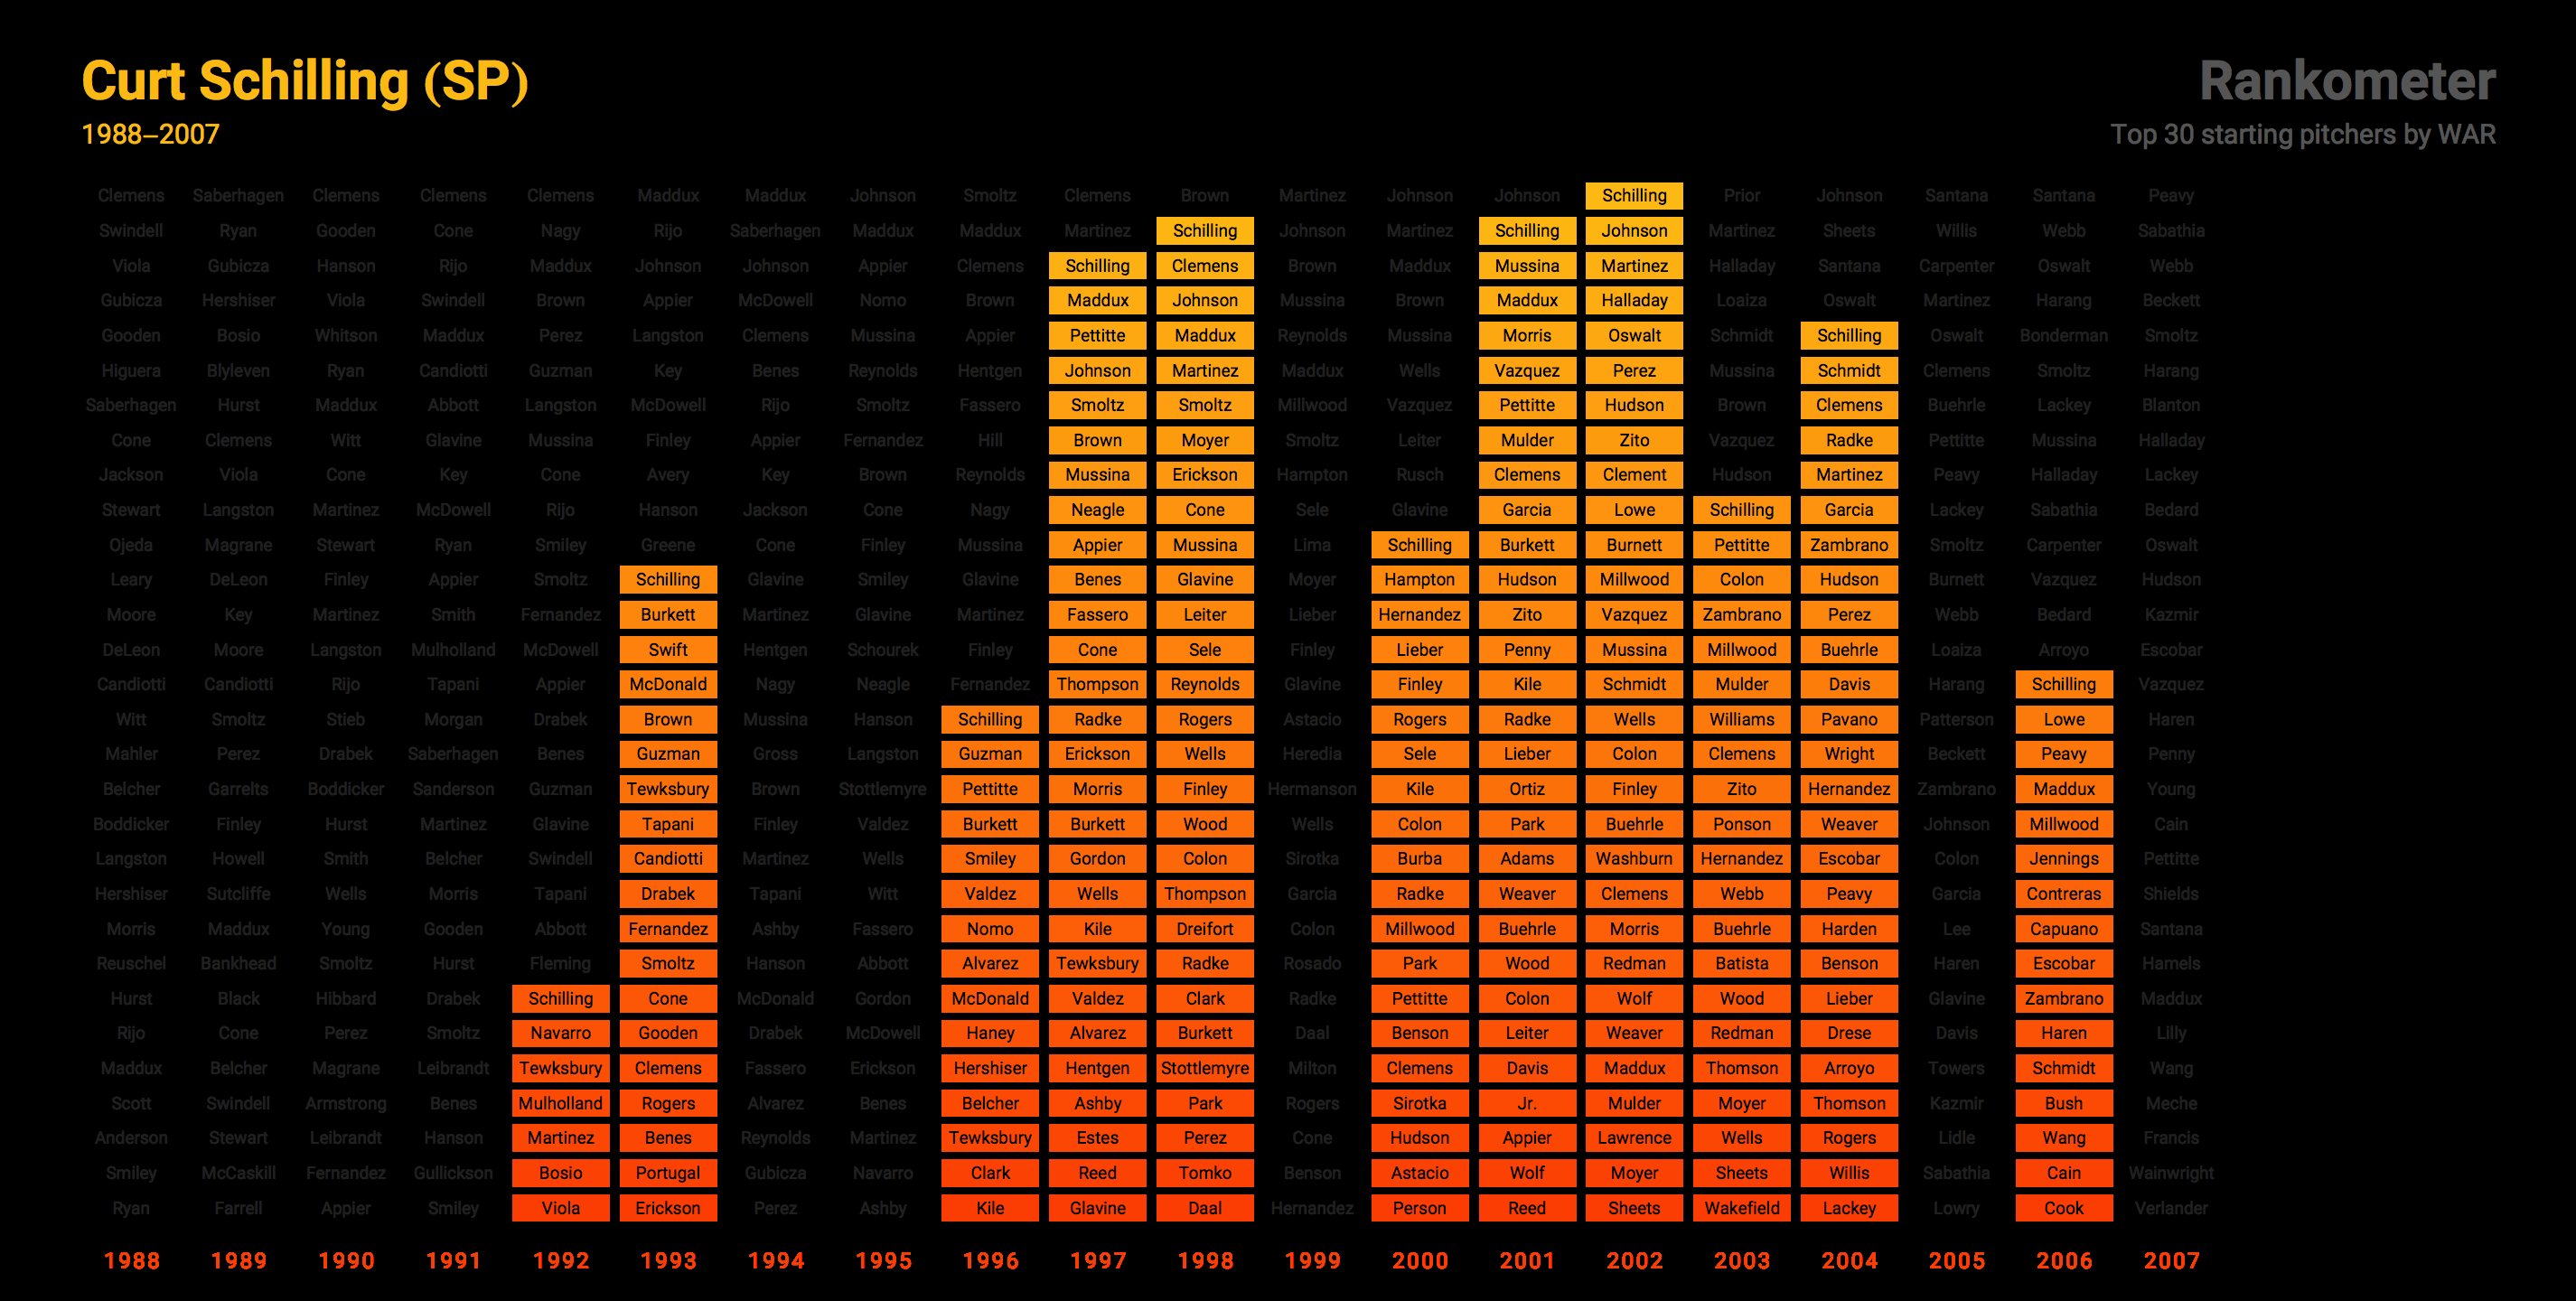 Curt Schilling (SP)
1988–2007
Rankometer
Top 30 starting pitchers by WAR
Clemens Saberhagen Clemens Clemens Clemens Maddux Maddux Johnson Smoltz Clemens Brown Martinez Johnson Johnson Schilling Prior Johnson Santana Santana Peavy
Swindell Ryan Gooden Cone Nagy Rijo Saberhagen Maddux Maddux Martinez Schilling Johnson Martinez Schilling Johnson Martinez Sheets Willis Webb Sabathia
Viola Gubicza Hanson Rijo Maddux Johnson Johnson Appier Clemens Schilling Clemens Brown Maddux Mussina Martinez Halladay Santana Carpenter Oswalt Webb
Gubicza Hershiser Viola Swindell Brown Appier McDowell Nomo Brown Maddux Johnson Mussina Brown Maddux Halladay Loaiza Oswalt Martinez Harang Beckett
Gooden Bosio Whitson Maddux Perez Langston Clemens Mussina Appier Pettitte Maddux Reynolds Mussina Morris Oswalt Schmidt Schilling Oswalt Bonderman Smoltz
Higuera Blyleven Ryan Candiotti Guzman Key Benes Reynolds Hentgen Johnson Martinez Maddux Wells Vazquez Perez Mussina Schmidt Clemens Smoltz Harang
Saberhagen Hurst Maddux Abbott Langston McDowell Rijo Smoltz Fassero Smoltz Smoltz Millwood Vazquez Pettitte Hudson Brown Clemens Buehrle Lackey Blanton
Cone Clemens Witt Glavine Mussina Finley Appier Fernandez Hill Brown Moyer Smoltz Leiter Mulder Zito Vazquez Radke Pettitte Mussina Halladay
Jackson Viola Cone Key Cone Avery Key Brown Reynolds Mussina Erickson Hampton Rusch Clemens Clement Hudson Martinez Peavy Halladay Lackey
Stewart Langston Martinez McDowell Rijo Hanson Jackson Cone Nagy Neagle Cone Sele Glavine Garcia Lowe Schilling Garcia Lackey Sabathia Bedard
Ojeda Magrane Stewart Ryan Smiley Greene Cone Finley Mussina Appier Mussina Lima Schilling Burkett Burnett Pettitte Zambrano Smoltz Carpenter Oswalt
Leary DeLeon Finley Appier Smoltz Schilling Glavine Smiley Glavine Benes Glavine Moyer Hampton Hudson Millwood Colon Hudson Burnett Vazquez Hudson
Moore Key Martinez Smith Fernandez Burkett Martinez Glavine Martinez Fassero Leiter Lieber Hernandez Zito Vazquez Zambrano Perez Webb Bedard Kazmir
DeLeon Moore Langston Mulholland McDowell Swift Hentgen Schourek Finley Cone Sele Finley Lieber Penny Mussina Millwood Buehrle Loaiza Arroyo Escobar
Candiotti Candiotti Rijo Tapani Appier McDonald Nagy Neagle Fernandez Thompson Reynolds Glavine Finley Kile Schmidt Mulder Davis Harang Schilling Vazquez
Witt Smoltz Stieb Morgan Drabek Brown Mussina Hanson Schilling Radke Rogers Astacio Rogers Radke Wells Williams Pavano Patterson Lowe Haren
Mahler Perez Drabek Saberhagen Benes Guzman Gross Langston Guzman Erickson Wells Heredia Sele Lieber Colon Clemens Wright Beckett Peavy Penny
Belcher Garrelts Boddicker Sanderson Guzman Tewksbury Brown Stottlemyre Pettitte Morris Finley Hermanson Kile Ortiz Finley Zito Hernandez Zambrano Maddux Young
Boddicker Finley Hurst Martinez Glavine Tapani Finley Valdez Burkett Burkett Wood Wells Colon Park Buehrle Ponson Weaver Johnson Millwood Cain
Langston Howell Smith Belcher Swindell Candiotti Martinez Wells Smiley Gordon Colon Sirotka Burba Adams Washburn Hernandez Escobar Colon Jennings Pettitte
Hershiser Sutcliffe Wells Morris Tapani Drabek Tapani Witt Valdez Wells Thompson Garcia Radke Weaver Clemens Webb Peavy Garcia Contreras Shields
Morris Maddux Young Gooden Abbott Fernandez Ashby Fassero Nomo Kile Dreifort Colon Millwood Buehrle Morris Buehrle Harden Lee Capuano Santana
Reuschel Bankhead Smoltz Hurst Fleming Smoltz Hanson Abbott Alvarez Tewksbury Radke Rosado Park Wood Redman Batista Benson Haren Escobar Hamels
Hurst Black Hibbard Drabek Schilling Cone McDonald Gordon McDonald Valdez Clark Radke Pettitte Colon Wolf Wood Lieber Glavine Zambrano Maddux
Rijo Cone Perez Smoltz Navarro Gooden Drabek McDowell Haney Alvarez Burkett Daal Benson Leiter Weaver Redman Drese Davis Haren Lilly
Maddux Belcher Magrane Leibrandt Tewksbury Clemens Fassero Erickson Hershiser Hentgen Stottlemyre Milton Clemens Davis Maddux Thomson Arroyo Towers Schmidt Wang
Scott Swindell Armstrong Benes Mulholland Rogers Alvarez Benes Belcher Ashby Park Rogers Sirotka Jr. Mulder Moyer Thomson Kazmir Bush Meche
Anderson Stewart Leibrandt Hanson Martinez Benes Reynolds Martinez Tewksbury Estes Perez Cone Hudson Appier Lawrence Wells Rogers Lidle Wang Francis
Smiley McCaskill Fernandez Gullickson Bosio Portugal Gubicza Navarro Clark Reed Tomko Benson Astacio Wolf Moyer Sheets Willis Sabathia Cain Wainwright
Ryan Farrell Appier Smiley Viola Erickson Perez Ashby Kile Glavine Daal Hernandez Person Reed Sheets Wakefield Lackey Lowry Cook Verlander
1988 1989 1990 1991 1992 1993 1994 1995 1996 1997 1998 1999 2000 2001 2002 2003 2004 2005 2006 2007